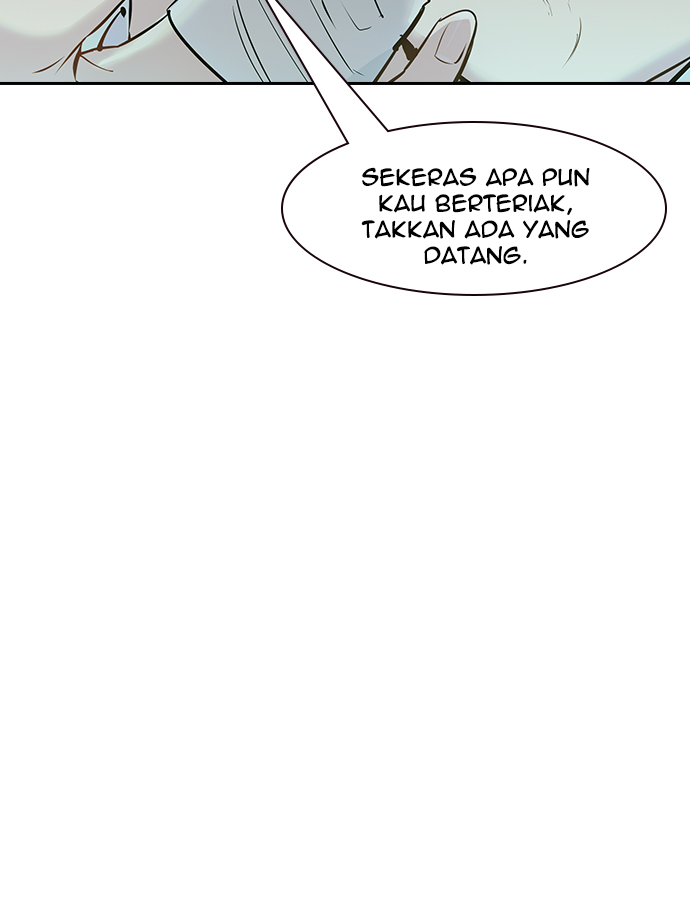 SEKERAS APA PUN
KAU BERTERIAK,
TAKKAN ADA YANG
DATANG.